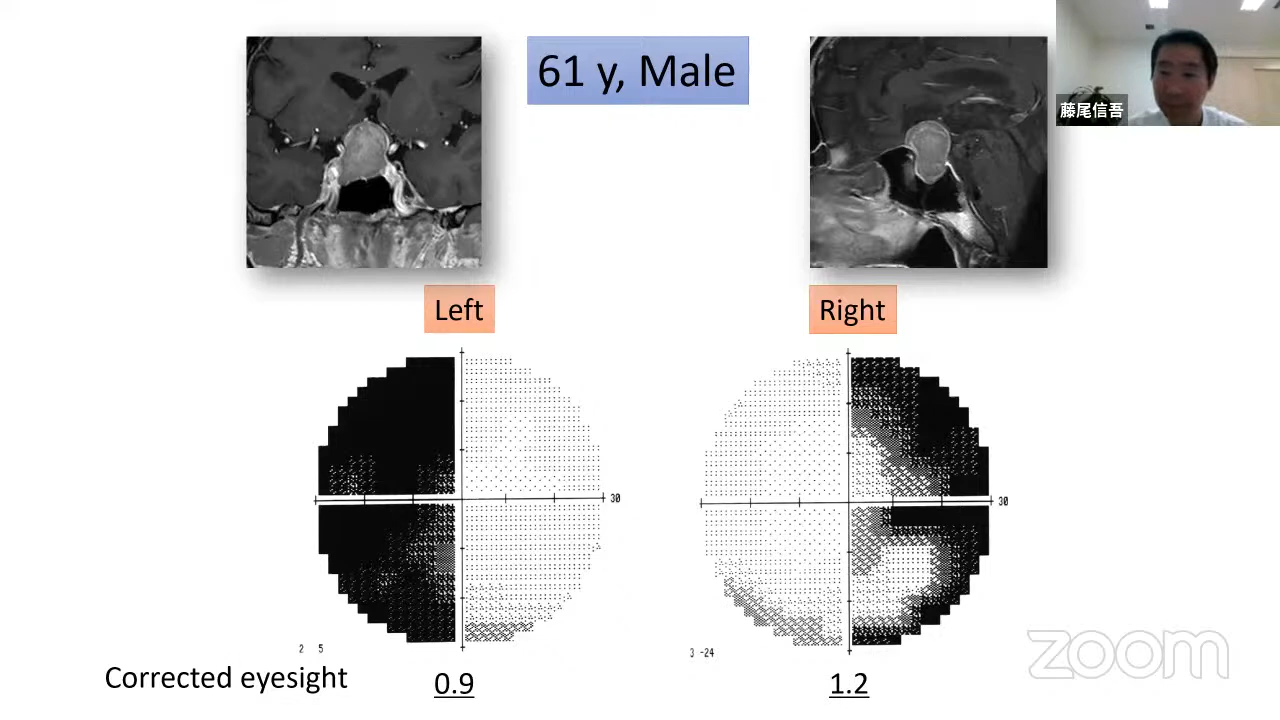 61 y, Male
藤尾信吾
Left
Right
30
30
2 5
3 -24
Corrected eyesight
0.9
1.2
zoom